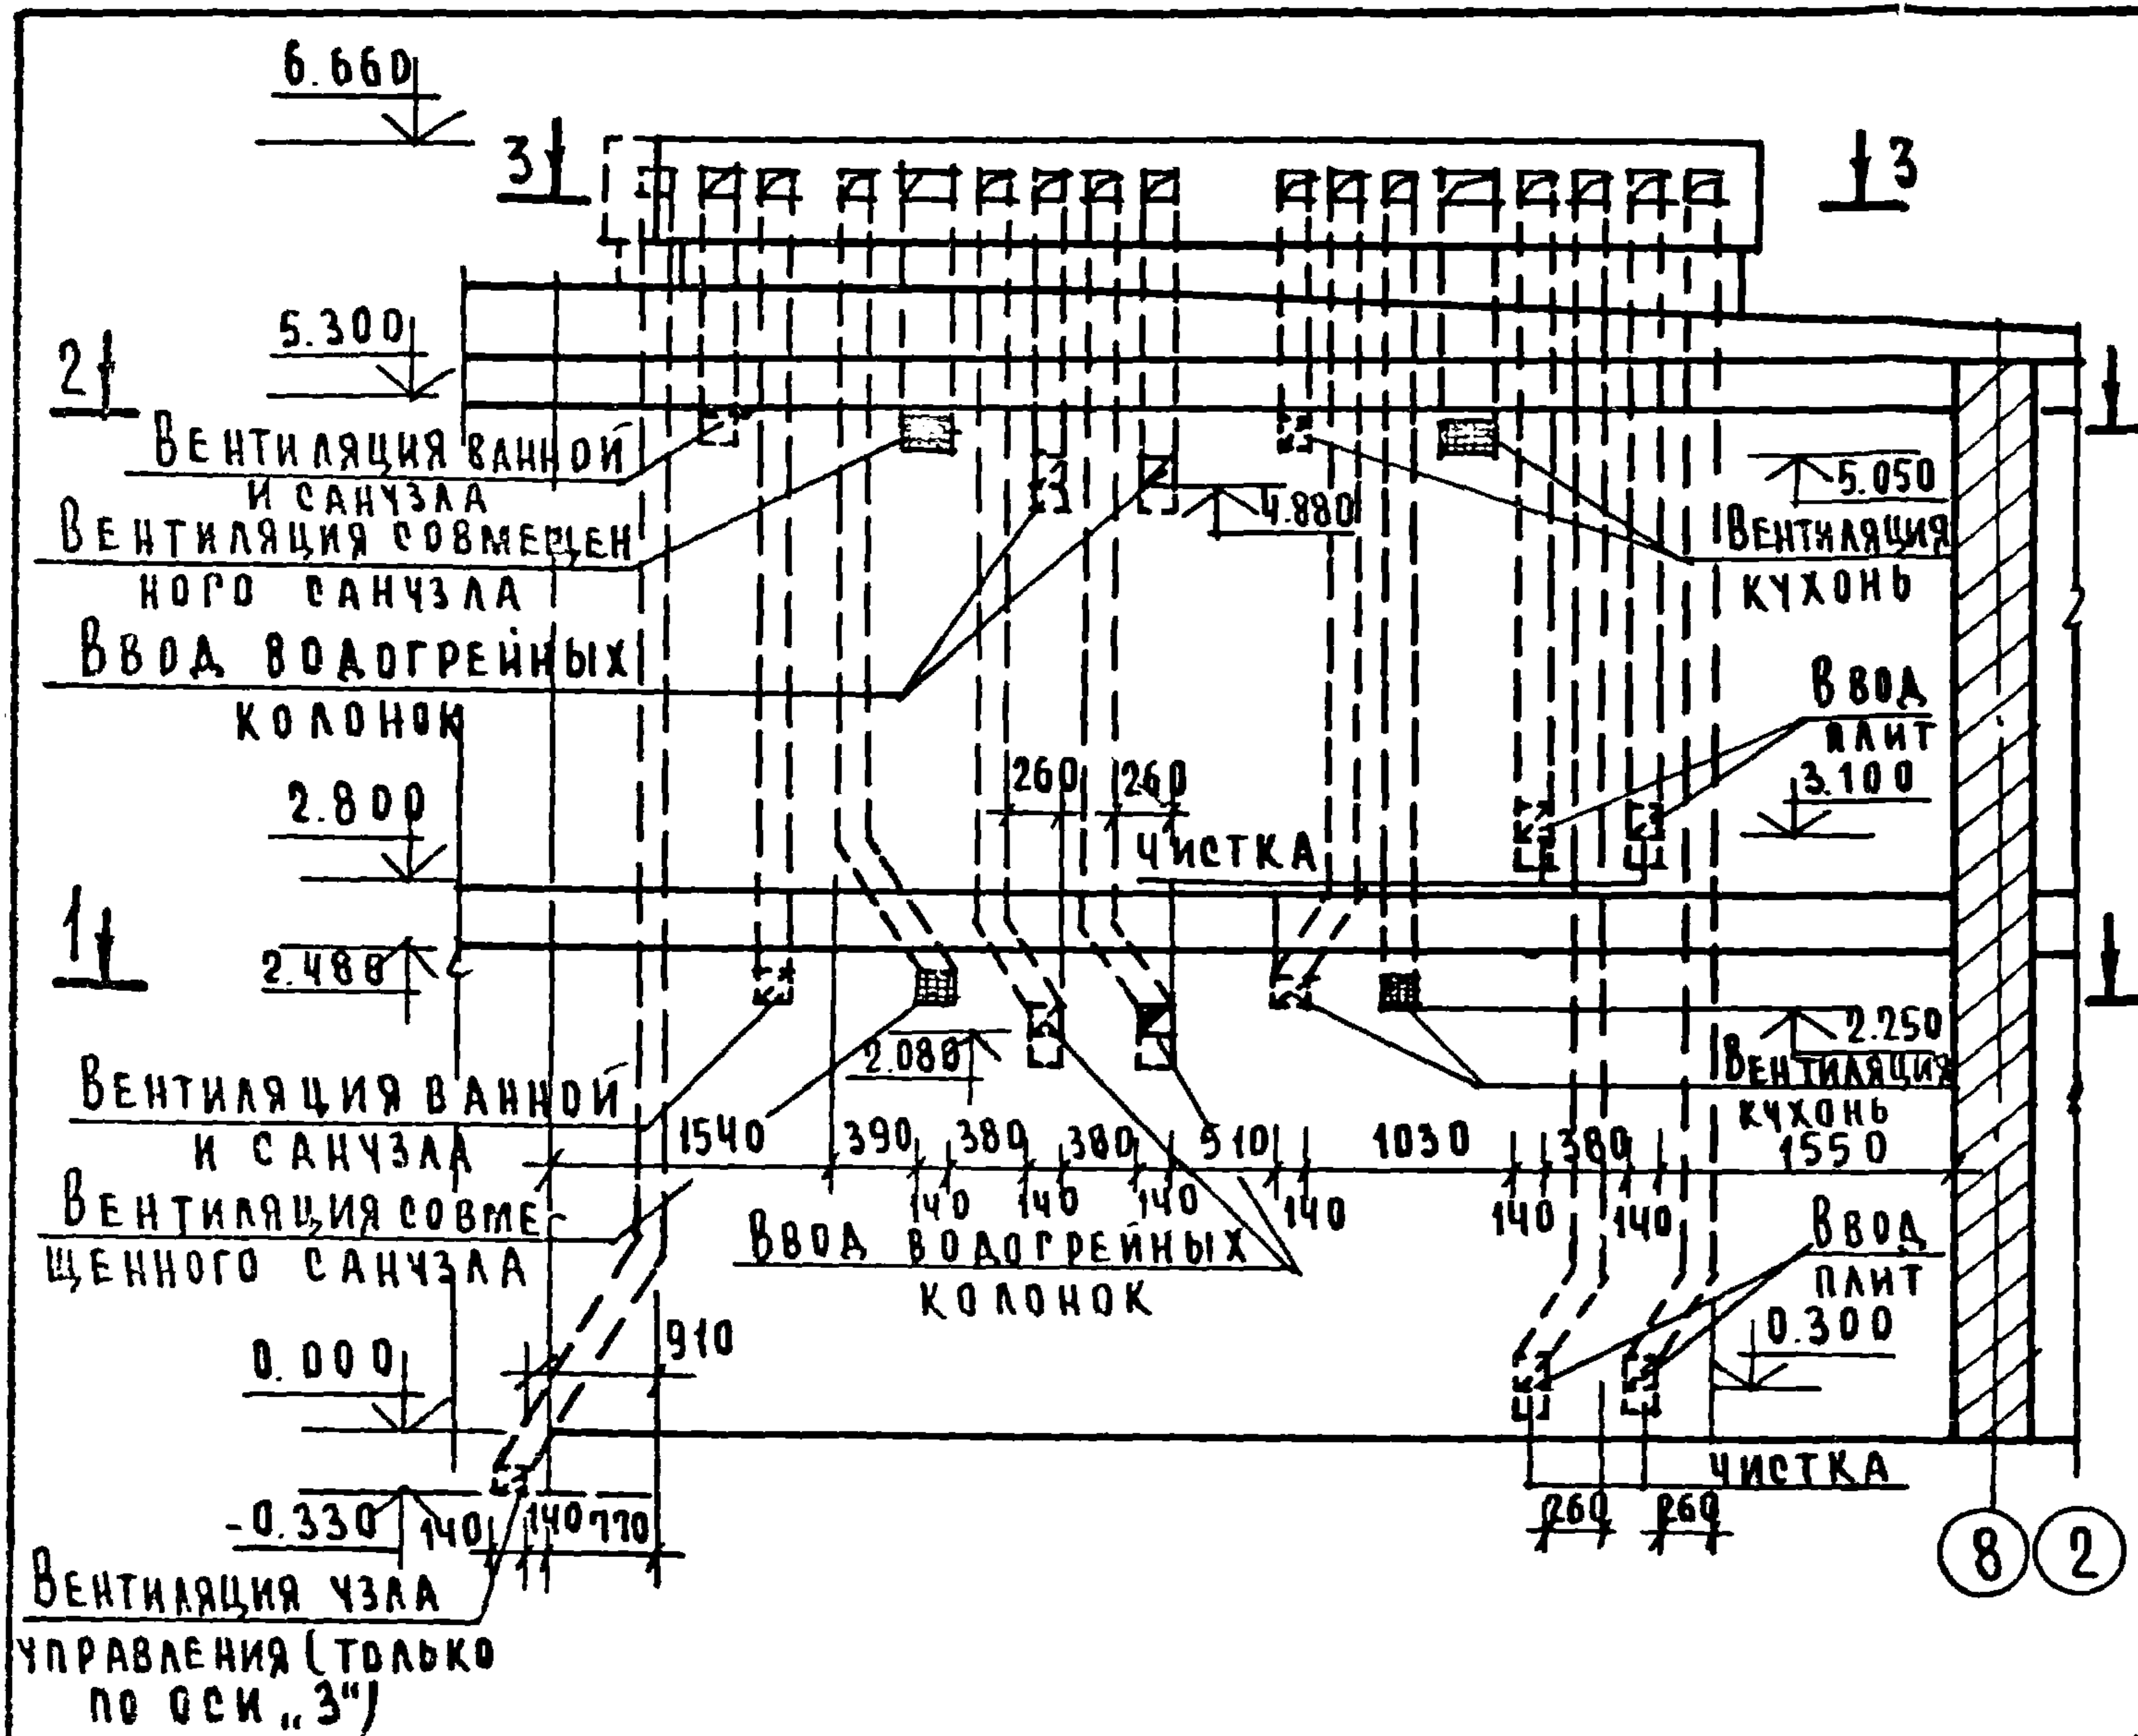 6.660
3
3
5.300
2
ВЕНТИЛЯЦИЯ ВАННОЙ
И САНУЗЛА
ВЕНТИЛЯЦИЯ СОВМЕЩЕН
НОГО САНУЗЛА
ВВОД ВОДОГРЕЙНЫХ
КОЛОНОК
4.880
5.050
ВЕНТИЛЯЦИЯ
КУХОНЬ
ВВОД
ПЛИТ
3.100
2.800
260
260
ЧИСТКА
1
2.488
2.080
2.250
ВЕНТИЛЯЦИЯ
КУХОНЬ
ВЕНТИЛЯЦИЯ ВАННОЙ
И САНУЗЛА
1540
390
380
380
510
1030
380
1550
140
140
140
140
140
140
ВЕНТИЛЯЦИЯ СОВМЕ-
ЩЕННОГО САНУЗЛА
ВВОД ВОДОГРЕЙНЫХ
КОЛОНОК
ВВОД
ПЛИТ
0.300
910
0.000
ЧИСТКА
-0.330
140
140
770
260
260
8
2
ВЕНТИЛЯЦИЯ УЗЛА
УПРАВЛЕНИЯ (ТОЛЬКО
ПО ОСИ „3“)